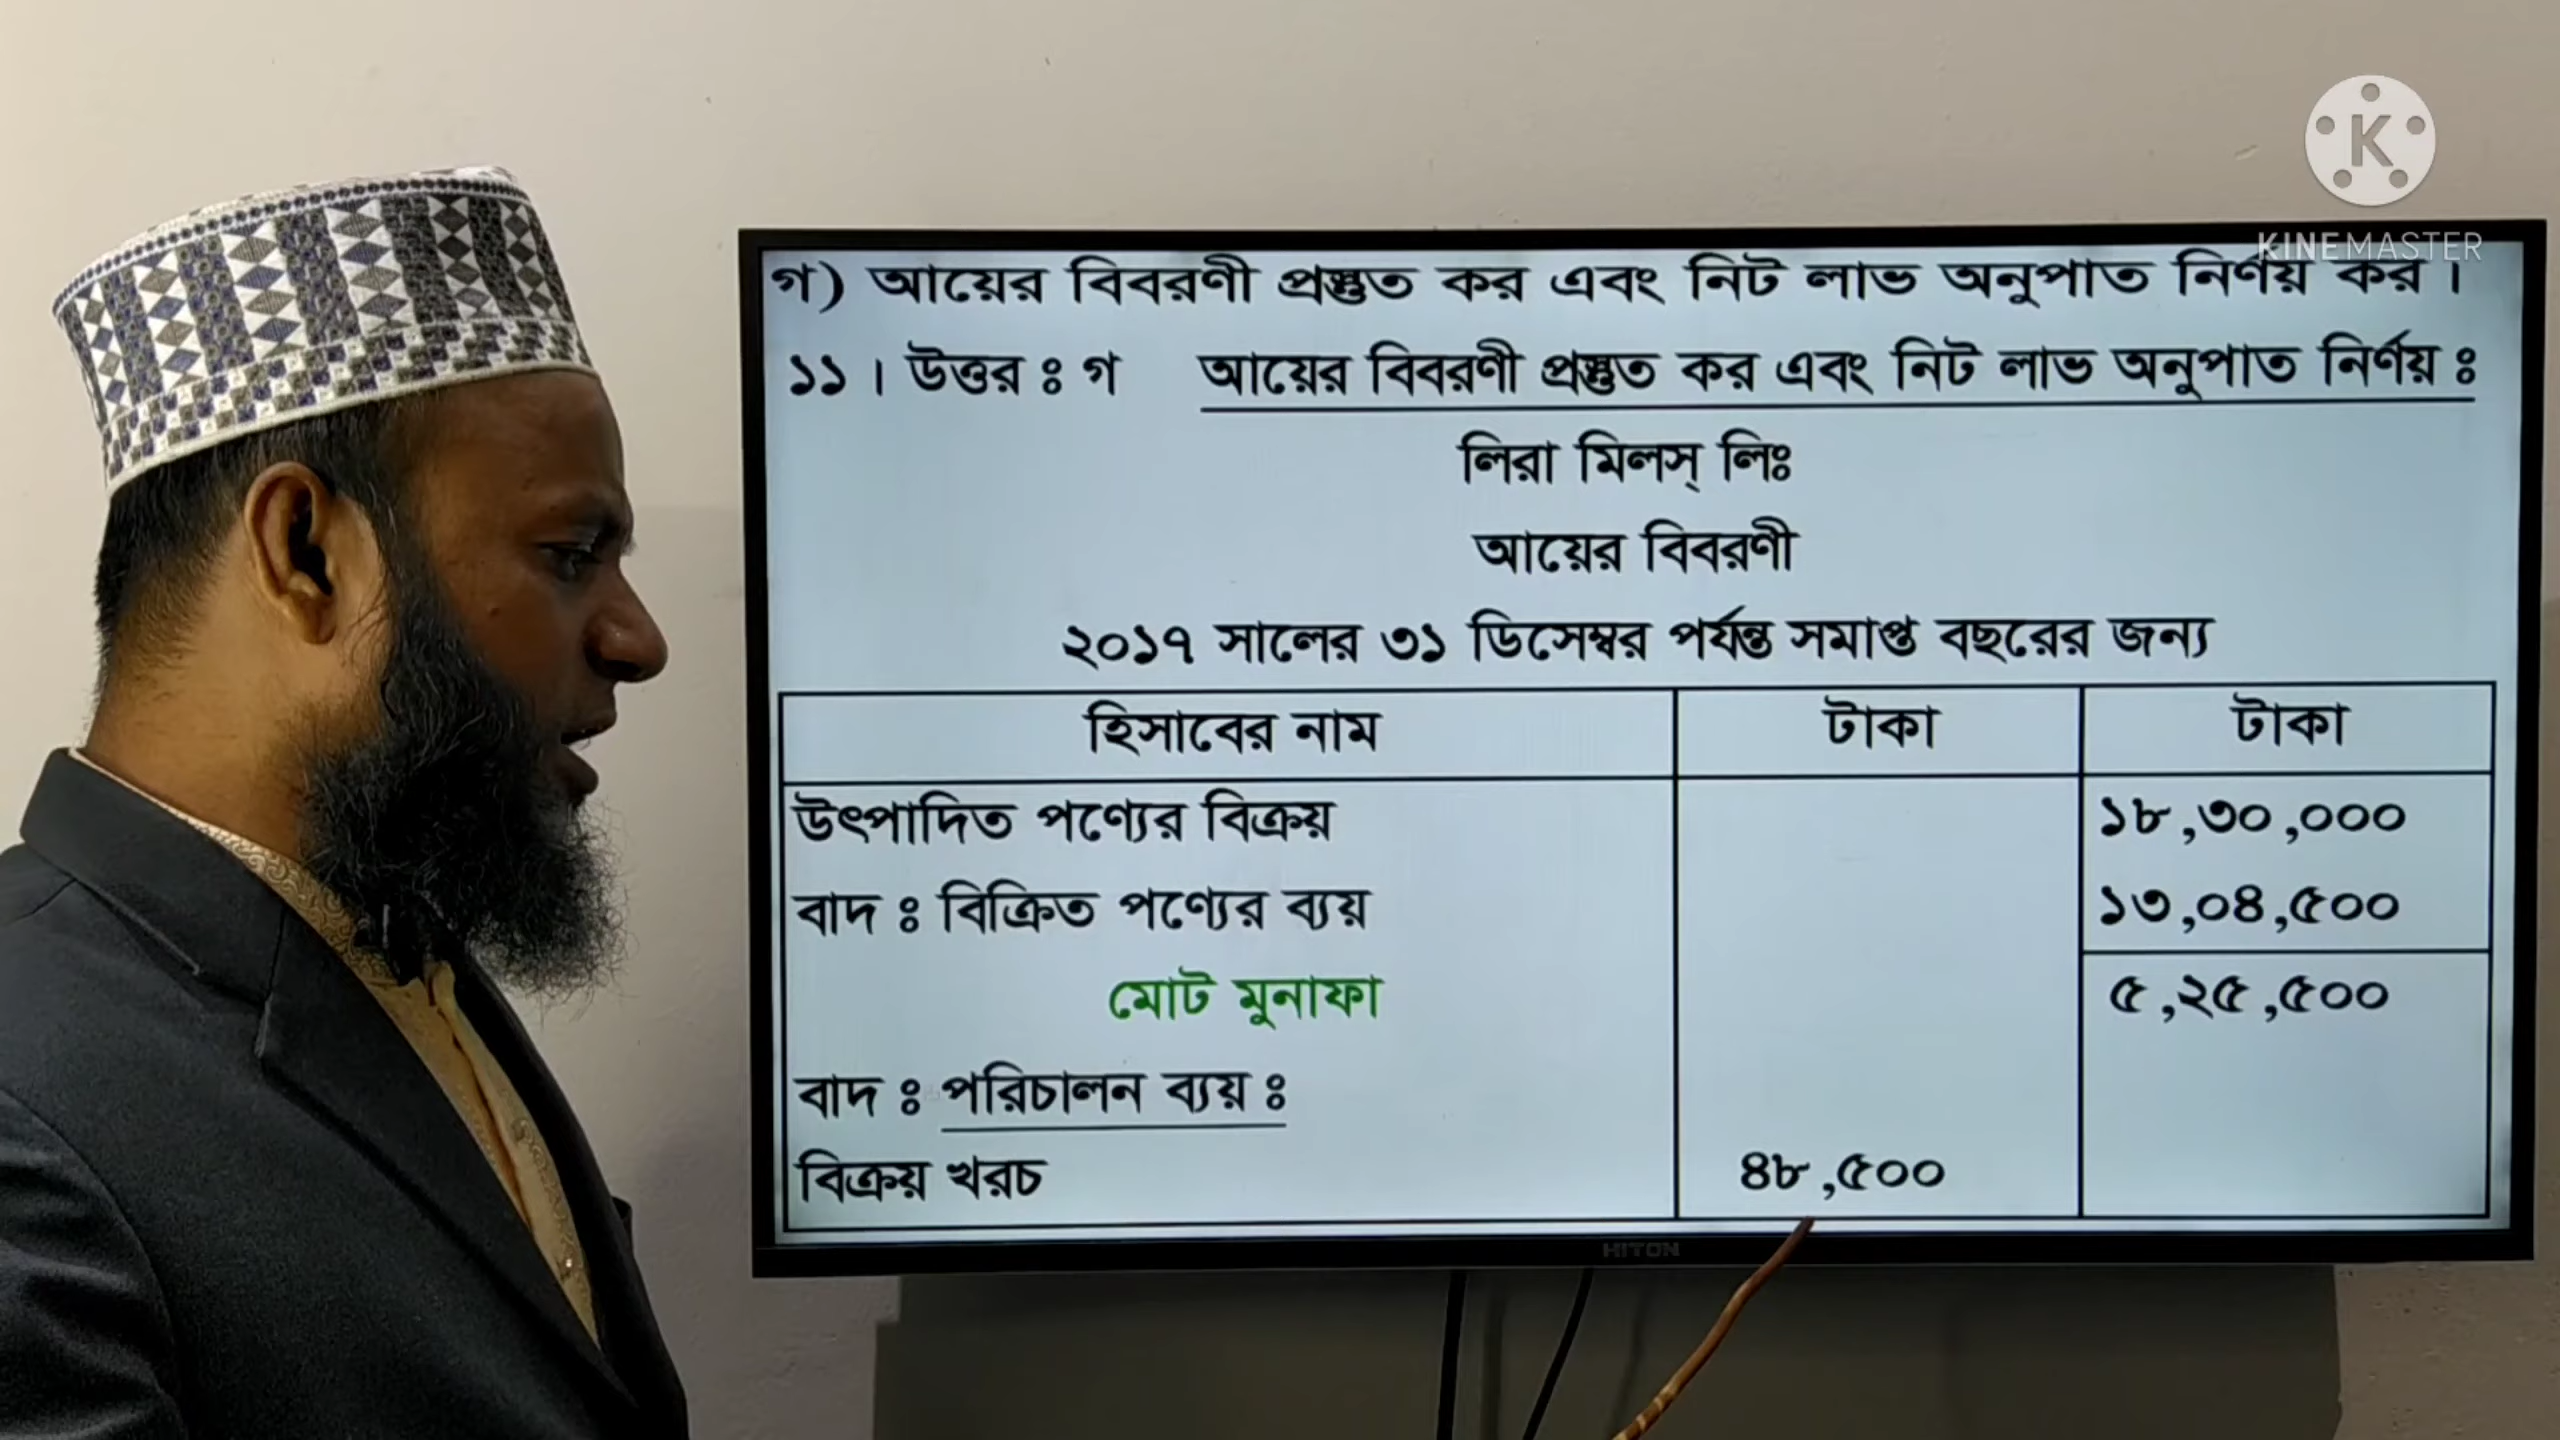 K
KINEMASTER
গ) আয়ের বিবরণী প্রস্তুত কর এবং নিট লাভ অনুপাত নির্ণয় কর।
১১। উত্তর ঃ গ আয়ের বিবরণী প্রস্তুত কর এবং নিট লাভ অনুপাত নির্ণয় ঃ
লিরা মিলস্ লিঃ
আয়ের বিবরণী
২০১৭ সালের ৩১ ডিসেম্বর পর্যন্ত সমাপ্ত বছরের জন্য
হিসাবের নাম টাকা টাকা
উৎপাদিত পণ্যের বিক্রয় ১৮,৩০,০০০
বাদ ঃ বিক্রিত পণ্যের ব্যয় ১৩,০৪,৫০০
মোট মুনাফা ৫,২৫,৫০০
বাদ ঃ পরিচালন ব্যয় ঃ
বিক্রয় খরচ ৪৮,৫০০
HITON